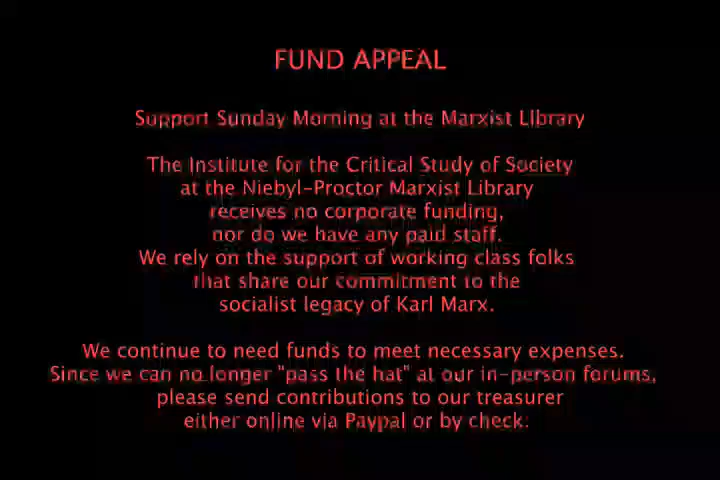 FUND APPEAL
Support Sunday Morning at the Marxist LIbrary
The Institute for the Critical Study of Society
at the Niebyl-Proctor Marxist Library
receives no corporate funding,
nor do we have any paid staff.
We rely on the support of working class folks
that share our commitment to the
socialist legacy of Karl Marx.
We continue to need funds to meet necessary expenses.
Since we can no longer "pass the hat" at our in-person forums,
please send contributions to our treasurer
either online via Paypal or by check: